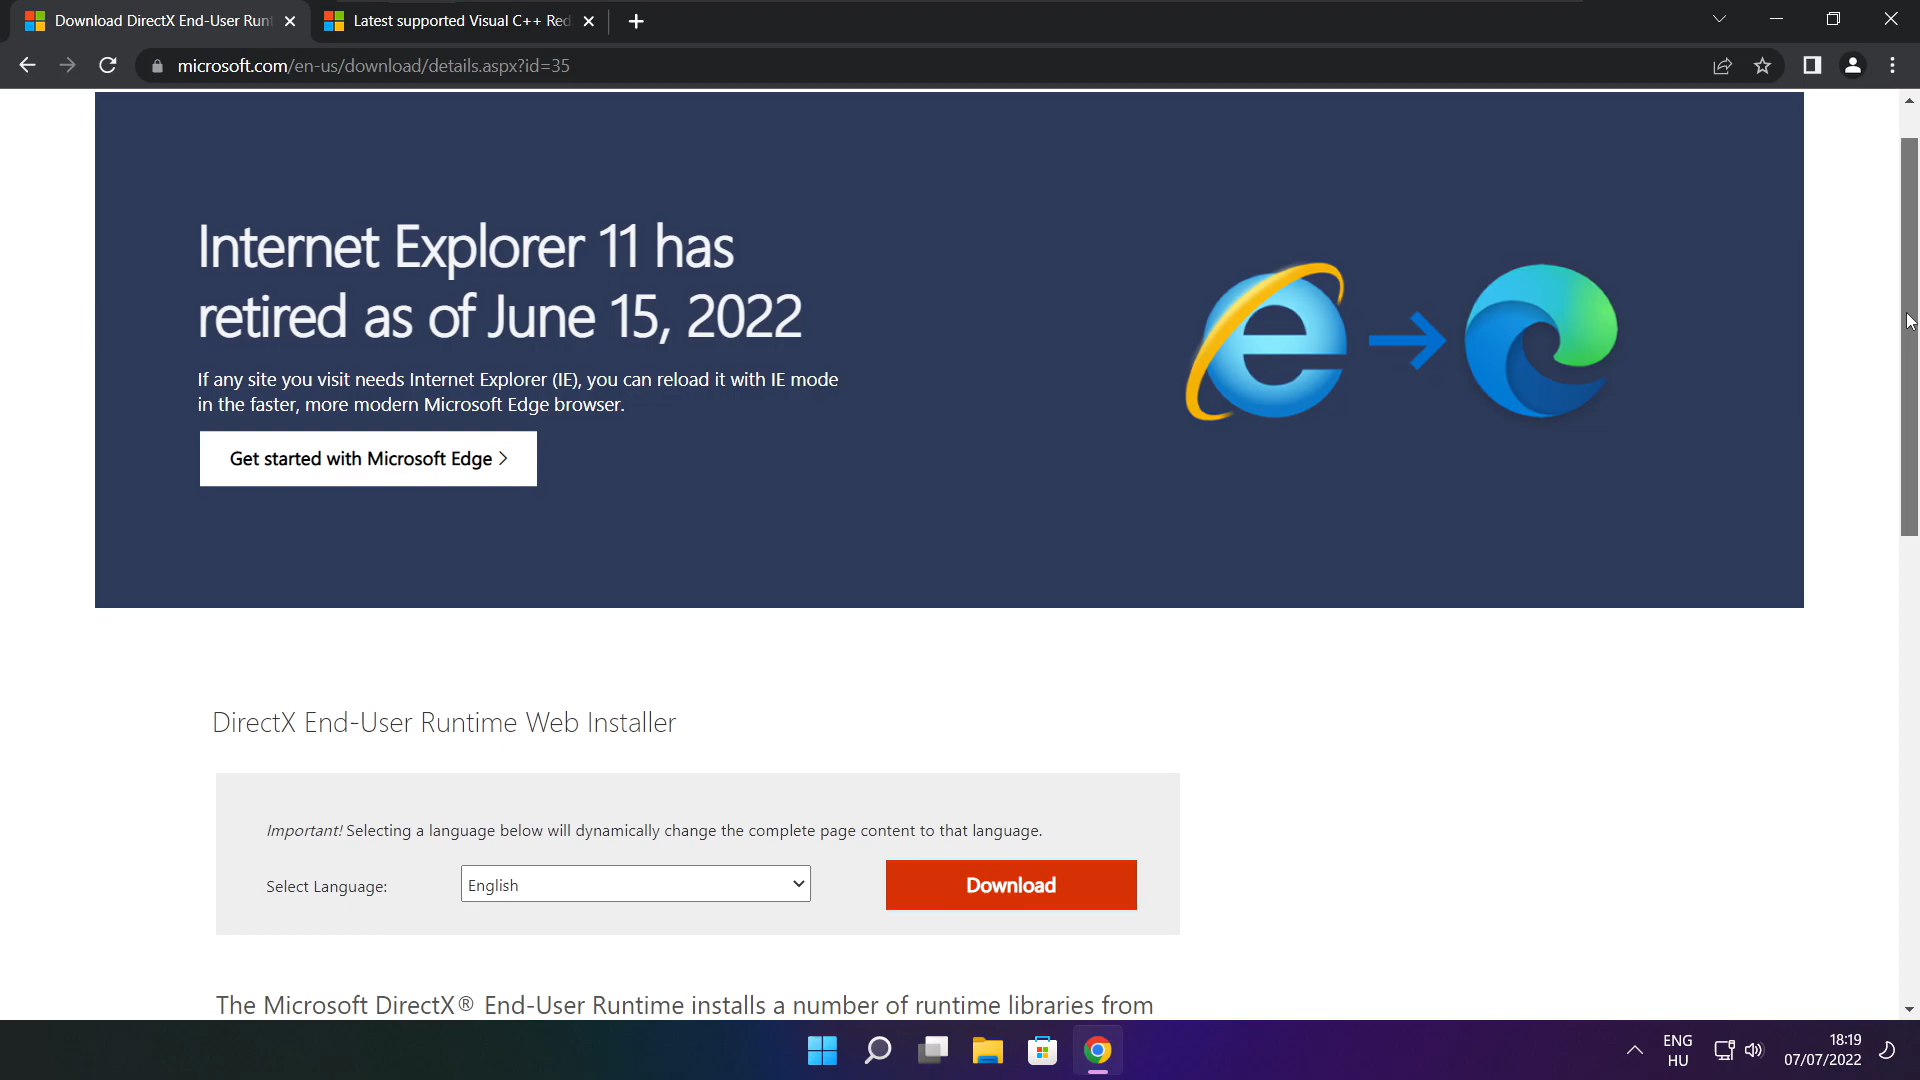 Download DirectX End-User Runt
Latest supported Visual C++ Red
microsoft.com/en-us/download/details.aspx?id=35
Internet Explorer 11 has
retired as of June 15, 2022
If any site you visit needs Internet Explorer (IE), you can reload it with IE mode
in the faster, more modern Microsoft Edge browser.
Get started with Microsoft Edge >
DirectX End-User Runtime Web Installer
Important! Selecting a language below will dynamically change the complete page content to that language.
Select Language:
English
Download
The Microsoft DirectX® End-User Runtime installs a number of runtime libraries from
ENG
HU
18:19
07/07/2022